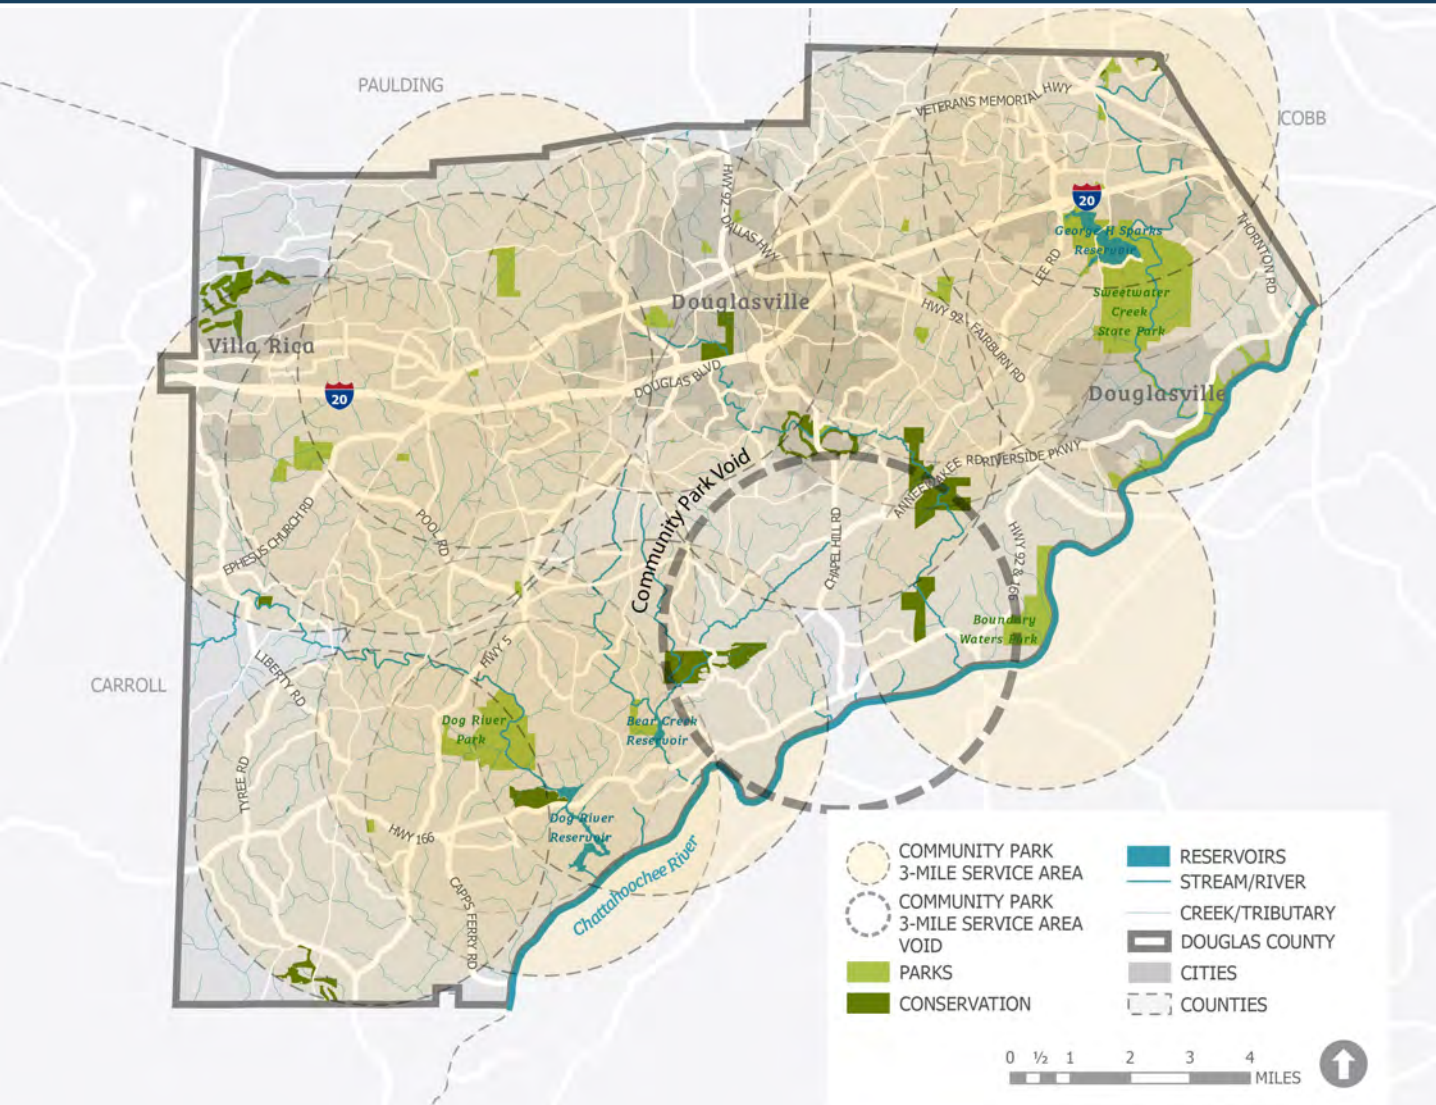 PAULDING
COBB
VETERANS MEMORIAL HWY
HWY 92 - DALLAS HWY
20
George H Sparks
Reservoir
THORNTON RD
LEE RD
Sweetwater
Creek
State Park
Douglasville
HWY 92 - FAIRBURN RD
Villa Rica
DOUGLAS BLVD
20
Douglasville
Community Park Void
ANNEEWAKEE RD
RIVERSIDE PKWY
EPHESUS CHURCH RD
POOL RD
CHAPEL HILL RD
HWY 92 & 166
Boundary
Waters Park
HWY 5
LIBERTY RD
CARROLL
Dog River
Park
Bear Creek
Reservoir
TYREE RD
HWY 166
Dog River
Reservoir
CAPPS FERRY RD
Chattahoochee River
COMMUNITY PARK
3-MILE SERVICE AREA
COMMUNITY PARK
3-MILE SERVICE AREA
VOID
PARKS
CONSERVATION
RESERVOIRS
STREAM/RIVER
CREEK/TRIBUTARY
DOUGLAS COUNTY
CITIES
COUNTIES
0 ½ 1 2 3 4
MILES